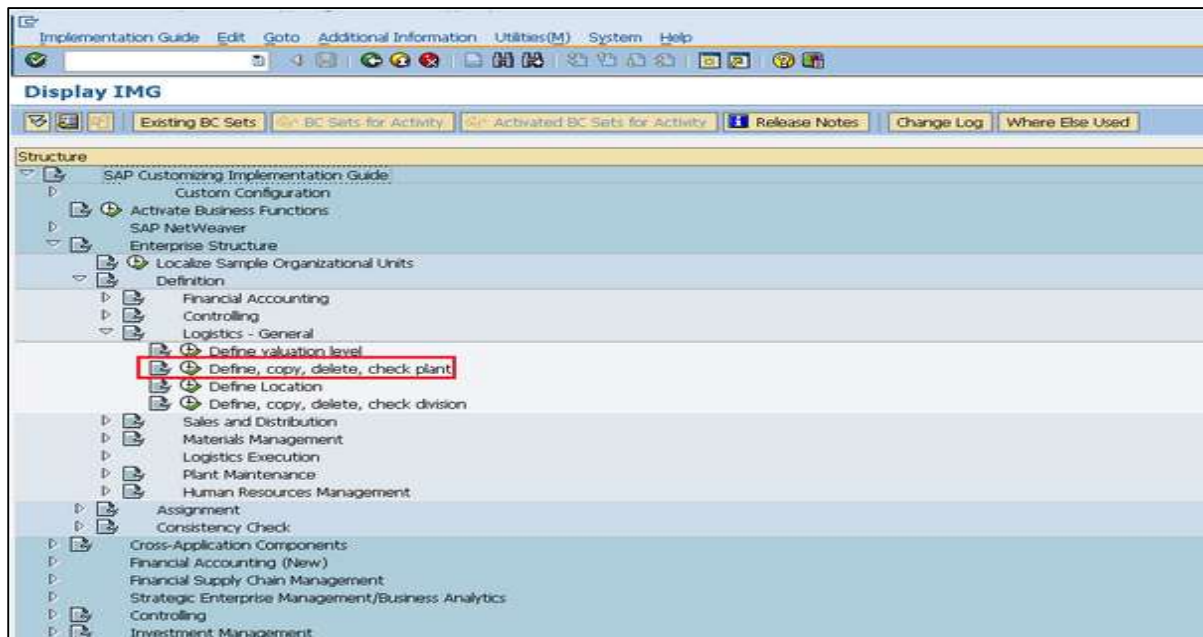 Implementation Guide Edit Goto Additional Information Utilities(M) System Help
Display IMG
Existing BC Sets BC Sets for Activity Activated BC Sets for Activity Release Notes Change Log Where Else Used
Structure
SAP Customizing Implementation Guide
Custom Configuration
Activate Business Functions
SAP NetWeaver
Enterprise Structure
Localize Sample Organizational Units
Definition
Financial Accounting
Controlling
Logistics - General
Define valuation level
Define, copy, delete, check plant
Define Location
Define, copy, delete, check division
Sales and Distribution
Materials Management
Logistics Execution
Plant Maintenance
Human Resources Management
Assignment
Consistency Check
Cross-Application Components
Financial Accounting (New)
Financial Supply Chain Management
Strategic Enterprise Management/Business Analytics
Controlling
Investment Management